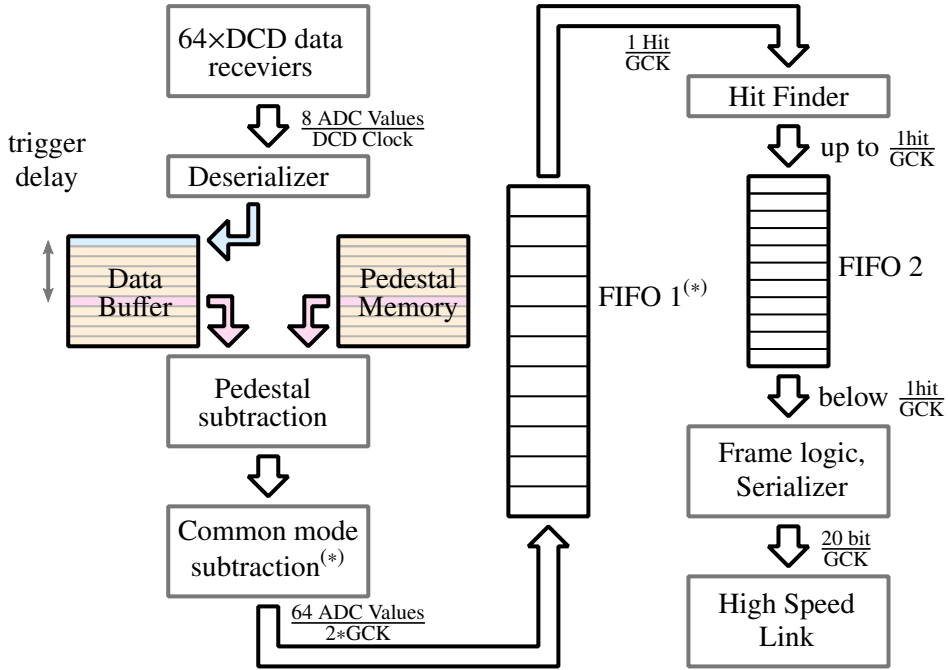 64×DCD data
receviers
8 ADC Values
DCD Clock
trigger
delay
Deserializer
Data
Buffer
Pedestal
Memory
Pedestal
subtraction
Common mode
subtraction(*)
64 ADC Values
2*GCK
FIFO 1(*)
1 Hit
GCK
Hit Finder
up to 1hit
GCK
FIFO 2
below 1hit
GCK
Frame logic,
Serializer
20 bit
GCK
High Speed
Link